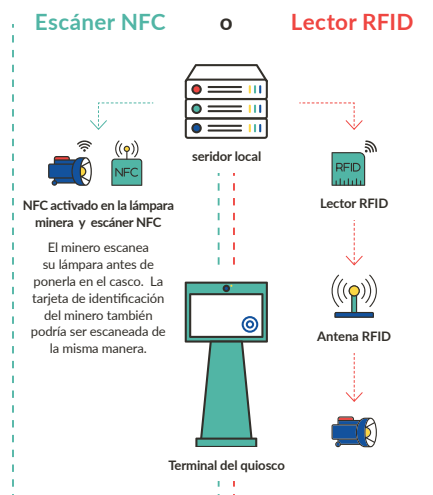 Escáner NFC o Lector RFID
seridor local
NFC
RFID
NFC activado en la lámpara
minera y escáner NFC
Lector RFID
El minero escanea
su lámpara antes de
ponerla en el casco. La
tarjeta de identificación
del minero también
podría ser escaneada de
la misma manera.
Antena RFID
Terminal del quiosco